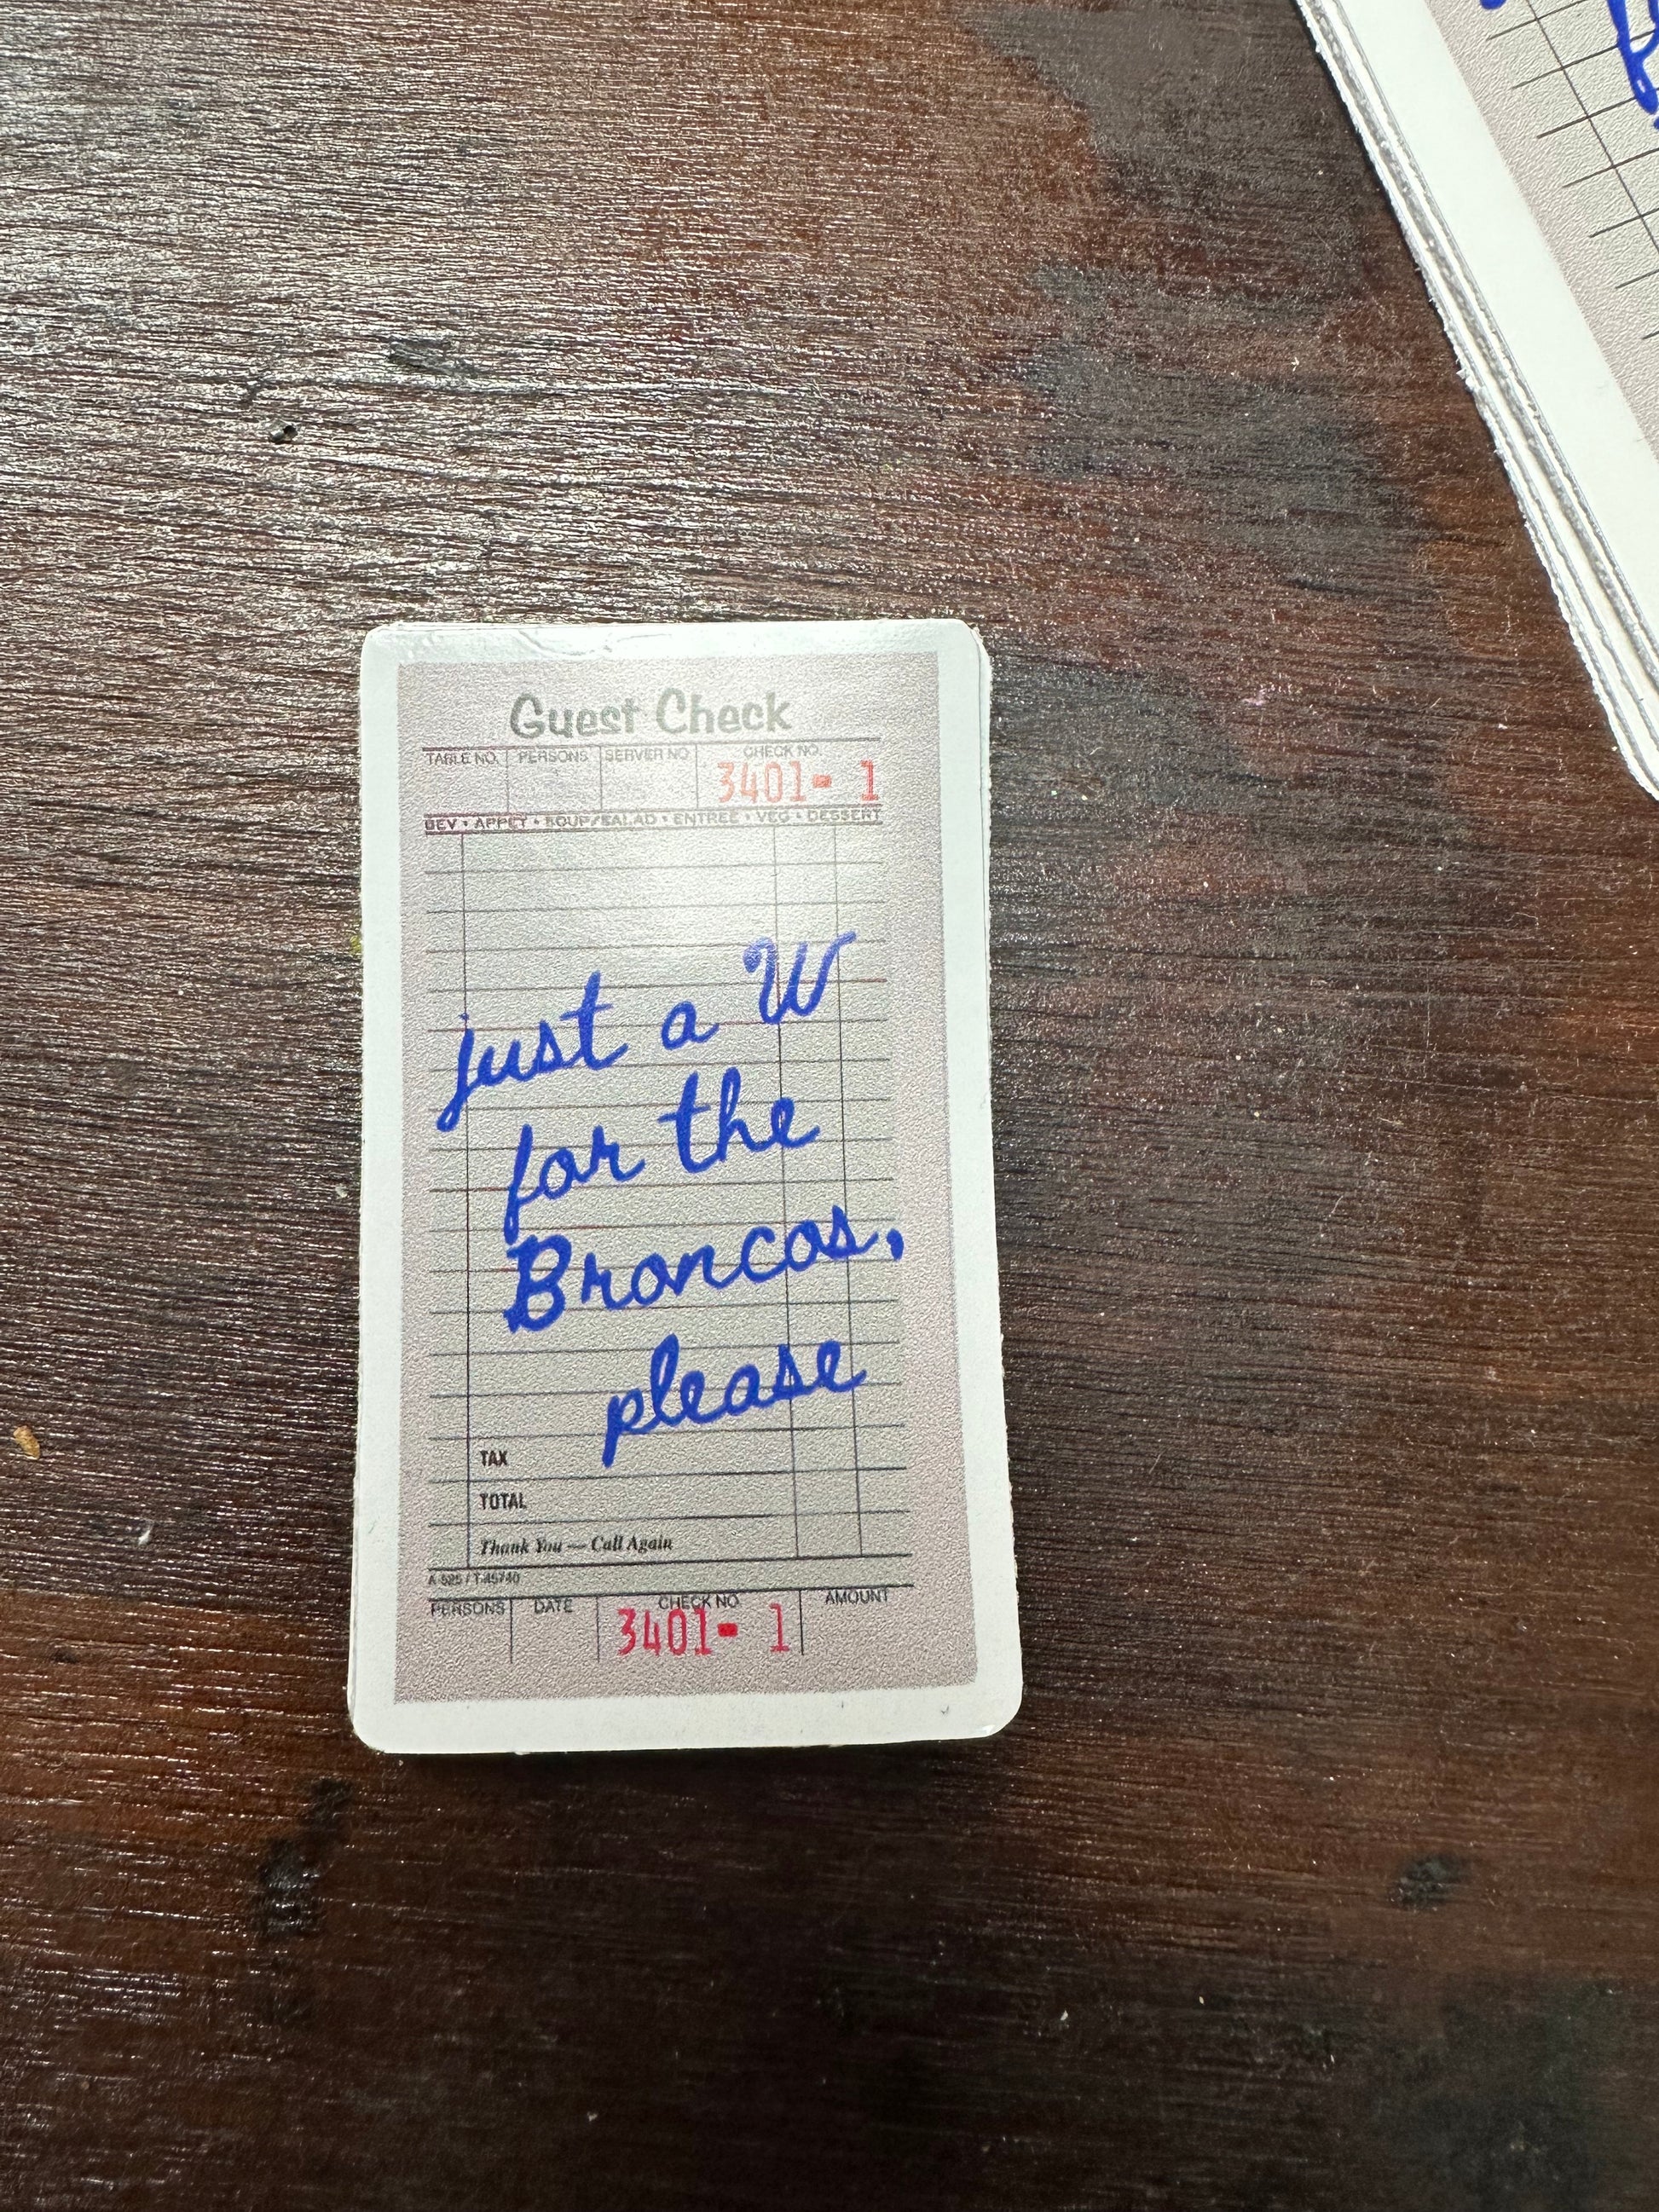 Guest Check
TABLE NO. PERSONS SERVER NO CHECK NO.
3401- 1
BEV • APPET • SOUP/SALAD • ENTREE • VEG • DESSERT
just a W
for the
Broncos,
please
TAX
TOTAL
Thank You — Call Again
PERSONS DATE CHECK NO. AMOUNT
3401- 1